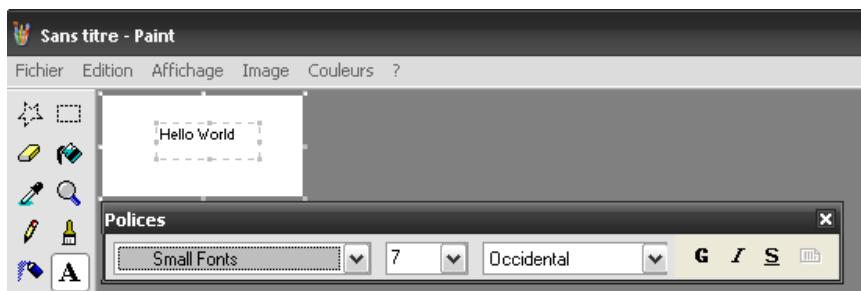 Sans titre - Paint
Fichier Edition Affichage Image Couleurs ?
Hello World
A
Polices
Small Fonts 7 Occidental G I S